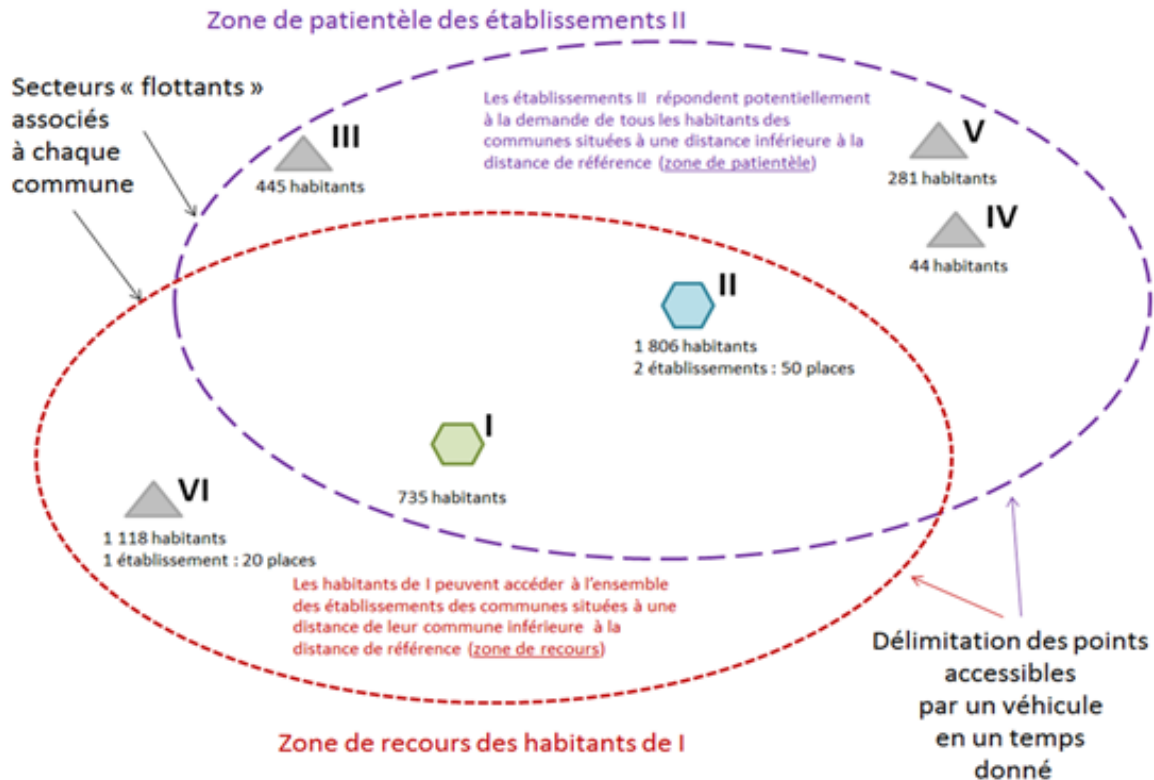 Zone de patientèle des établissements II
Secteurs « flottants »
associés
à chaque
commune
Les établissements II répondent potentiellement
à la demande de tous les habitants des
communes situées à une distance inférieure à la
distance de référence (zone de patientèle)
III
445 habitants
V
281 habitants
IV
44 habitants
II
1 806 habitants
2 établissements : 50 places
I
735 habitants
VI
1 118 habitants
1 établissement : 20 places
Les habitants de I peuvent accéder à l'ensemble
des établissements des communes situées à une
distance de leur commune inférieure à la
distance de référence (zone de recours)
Délimitation des points
accessibles
par un véhicule
en un temps
donné
Zone de recours des habitants de I